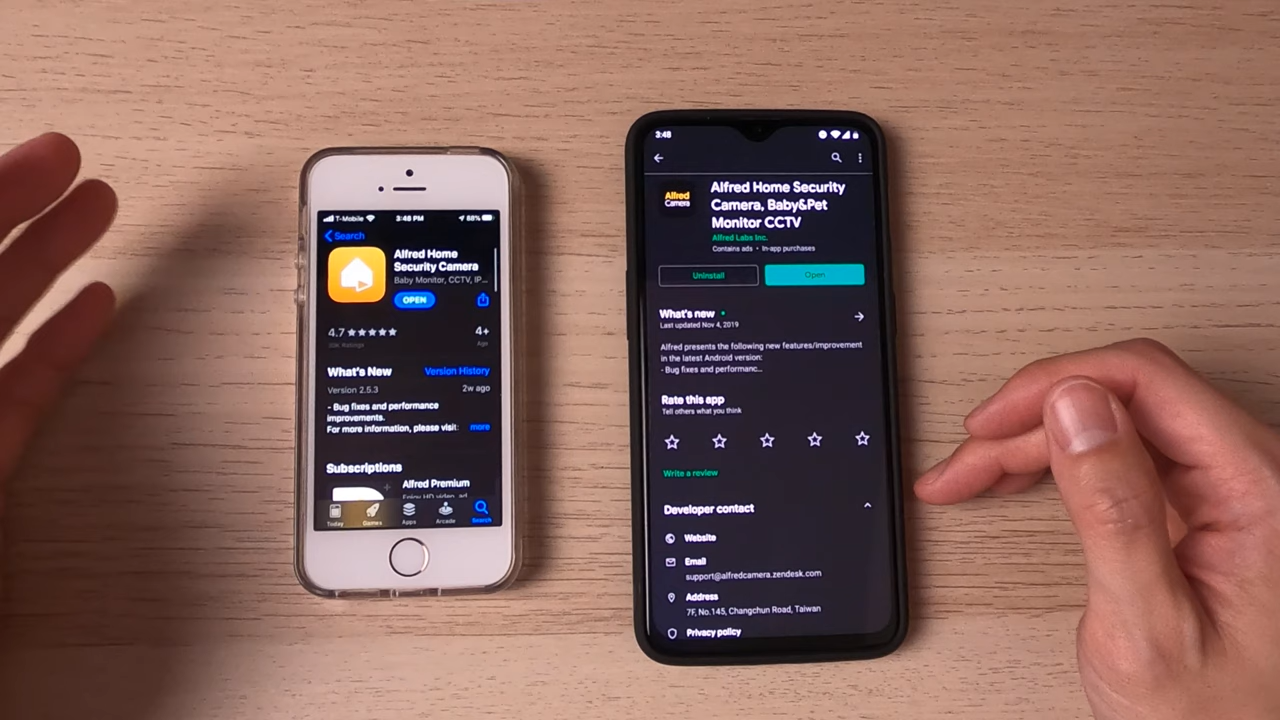 T-Mobile
3:48 PM
88%
Search
Alfred Home
Security Camera
Baby Monitor, CCTV, IP...
OPEN
4.7
4+
Age
What's New
Version History
Version 2.5.3
2w ago
- Bug fixes and performance
improvements.
For more information, please visit:
more
Subscriptions
Alfred Premium
Enjoy HD video, ad
Today
Games
Apps
Arcade
Search
3:48
Alfred
Camera
Alfred Home Security
Camera, Baby&Pet
Monitor CCTV
Alfred Labs Inc.
Contains ads • In-app purchases
Uninstall
Open
What's new
Last updated Nov 4, 2019
Alfred presents the following new features/improvement
in the latest Android version:
- Bug fixes and performanc...
Rate this app
Tell others what you think
Write a review
Developer contact
Website
Email
support@alfredcamera.zendesk.com
Address
7F, No.145, Changchun Road, Taiwan
Privacy policy